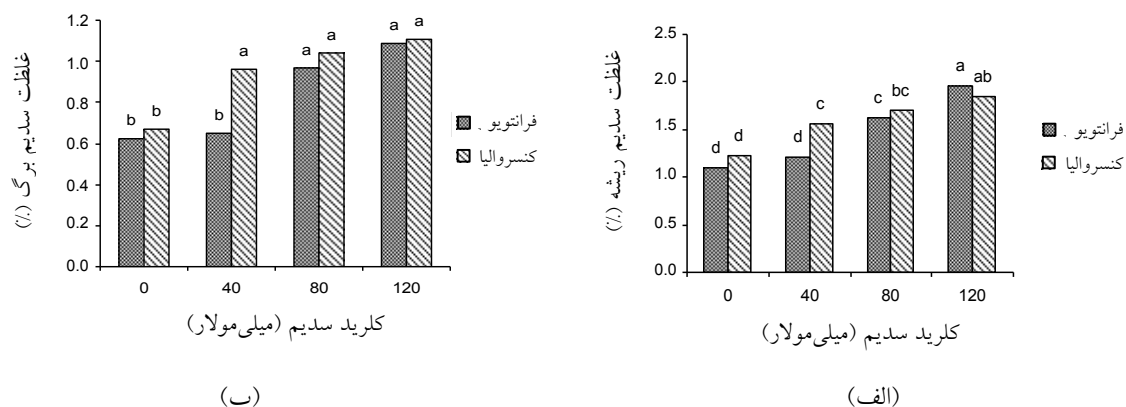 غلظت سدیم ریشه (٪)
2.5
2.0
1.5
1.0
0.5
0.0
d d
d c
c bc
a ab
0 40 80 120
کلرید سدیم (میلی‌مولار)
فرانتویو .
کنسروالیا
(الف)
غلظت سدیم برگ (٪)
1.2
1.0
0.8
0.6
0.4
0.2
0.0
b b
b a
a a
a a
0 40 80 120
کلرید سدیم (میلی‌مولار)
فرانتویو .
کنسروالیا
(ب)